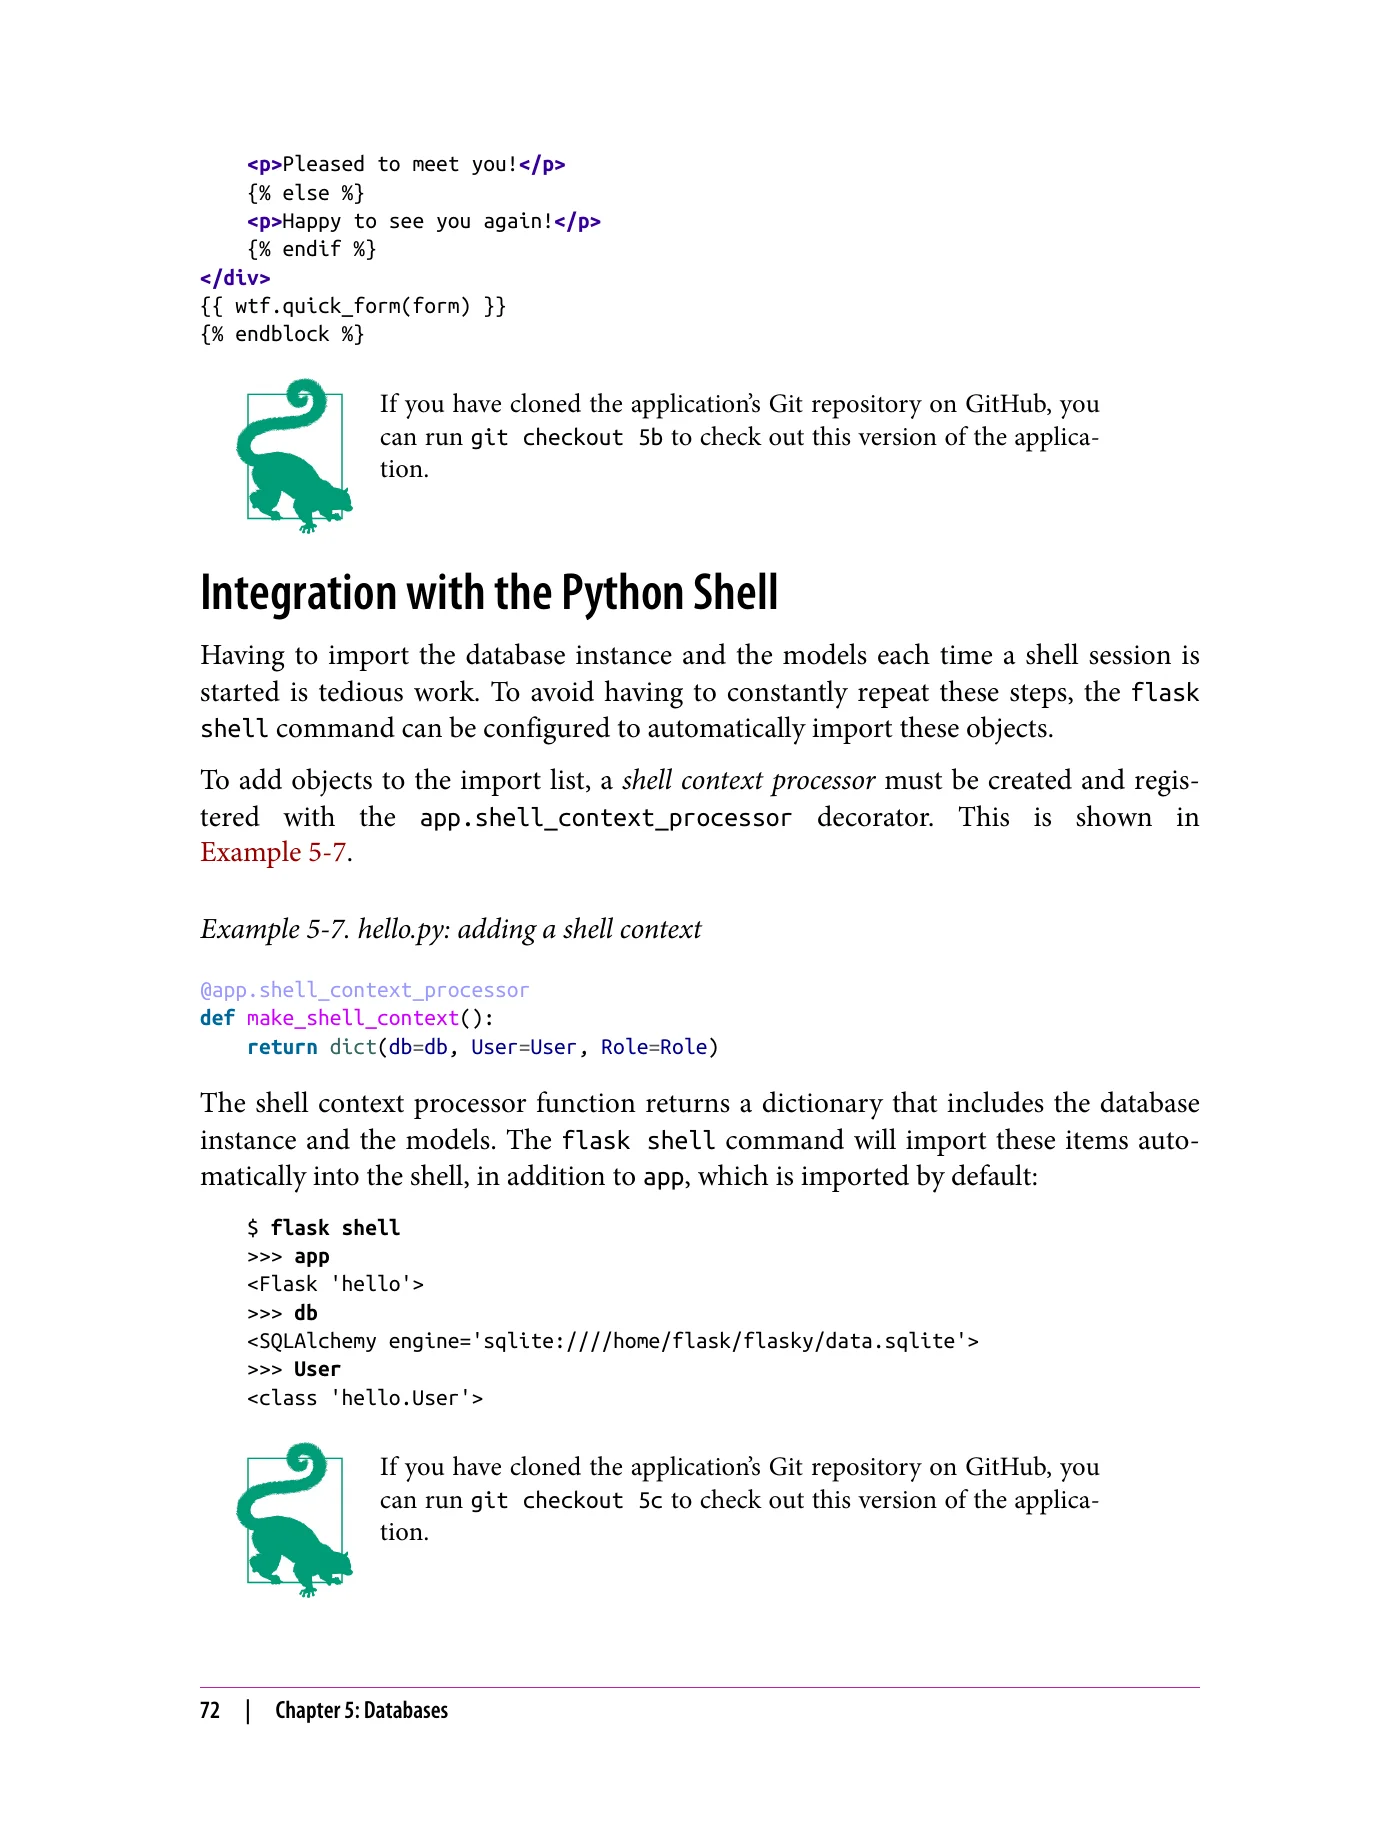 <p>Pleased to meet you!</p>
    {% else %}
    <p>Happy to see you again!</p>
    {% endif %}
</div>
{{ wtf.quick_form(form) }}
{% endblock %}
If you have cloned the application’s Git repository on GitHub, you
can run git checkout 5b to check out this version of the applica-
tion.
Integration with the Python Shell
Having to import the database instance and the models each time a shell session is
started is tedious work. To avoid having to constantly repeat these steps, the flask
shell command can be configured to automatically import these objects.
To add objects to the import list, a shell context processor must be created and regis-
tered with the app.shell_context_processor decorator. This is shown in
Example 5-7.
Example 5-7. hello.py: adding a shell context
@app.shell_context_processor
def make_shell_context():
    return dict(db=db, User=User, Role=Role)
The shell context processor function returns a dictionary that includes the database
instance and the models. The flask shell command will import these items auto-
matically into the shell, in addition to app, which is imported by default:
    $ flask shell
    >>> app
    <Flask 'hello'>
    >>> db
    <SQLAlchemy engine='sqlite:////home/flask/flasky/data.sqlite'>
    >>> User
    <class 'hello.User'>
If you have cloned the application’s Git repository on GitHub, you
can run git checkout 5c to check out this version of the applica-
tion.
72 | Chapter 5: Databases